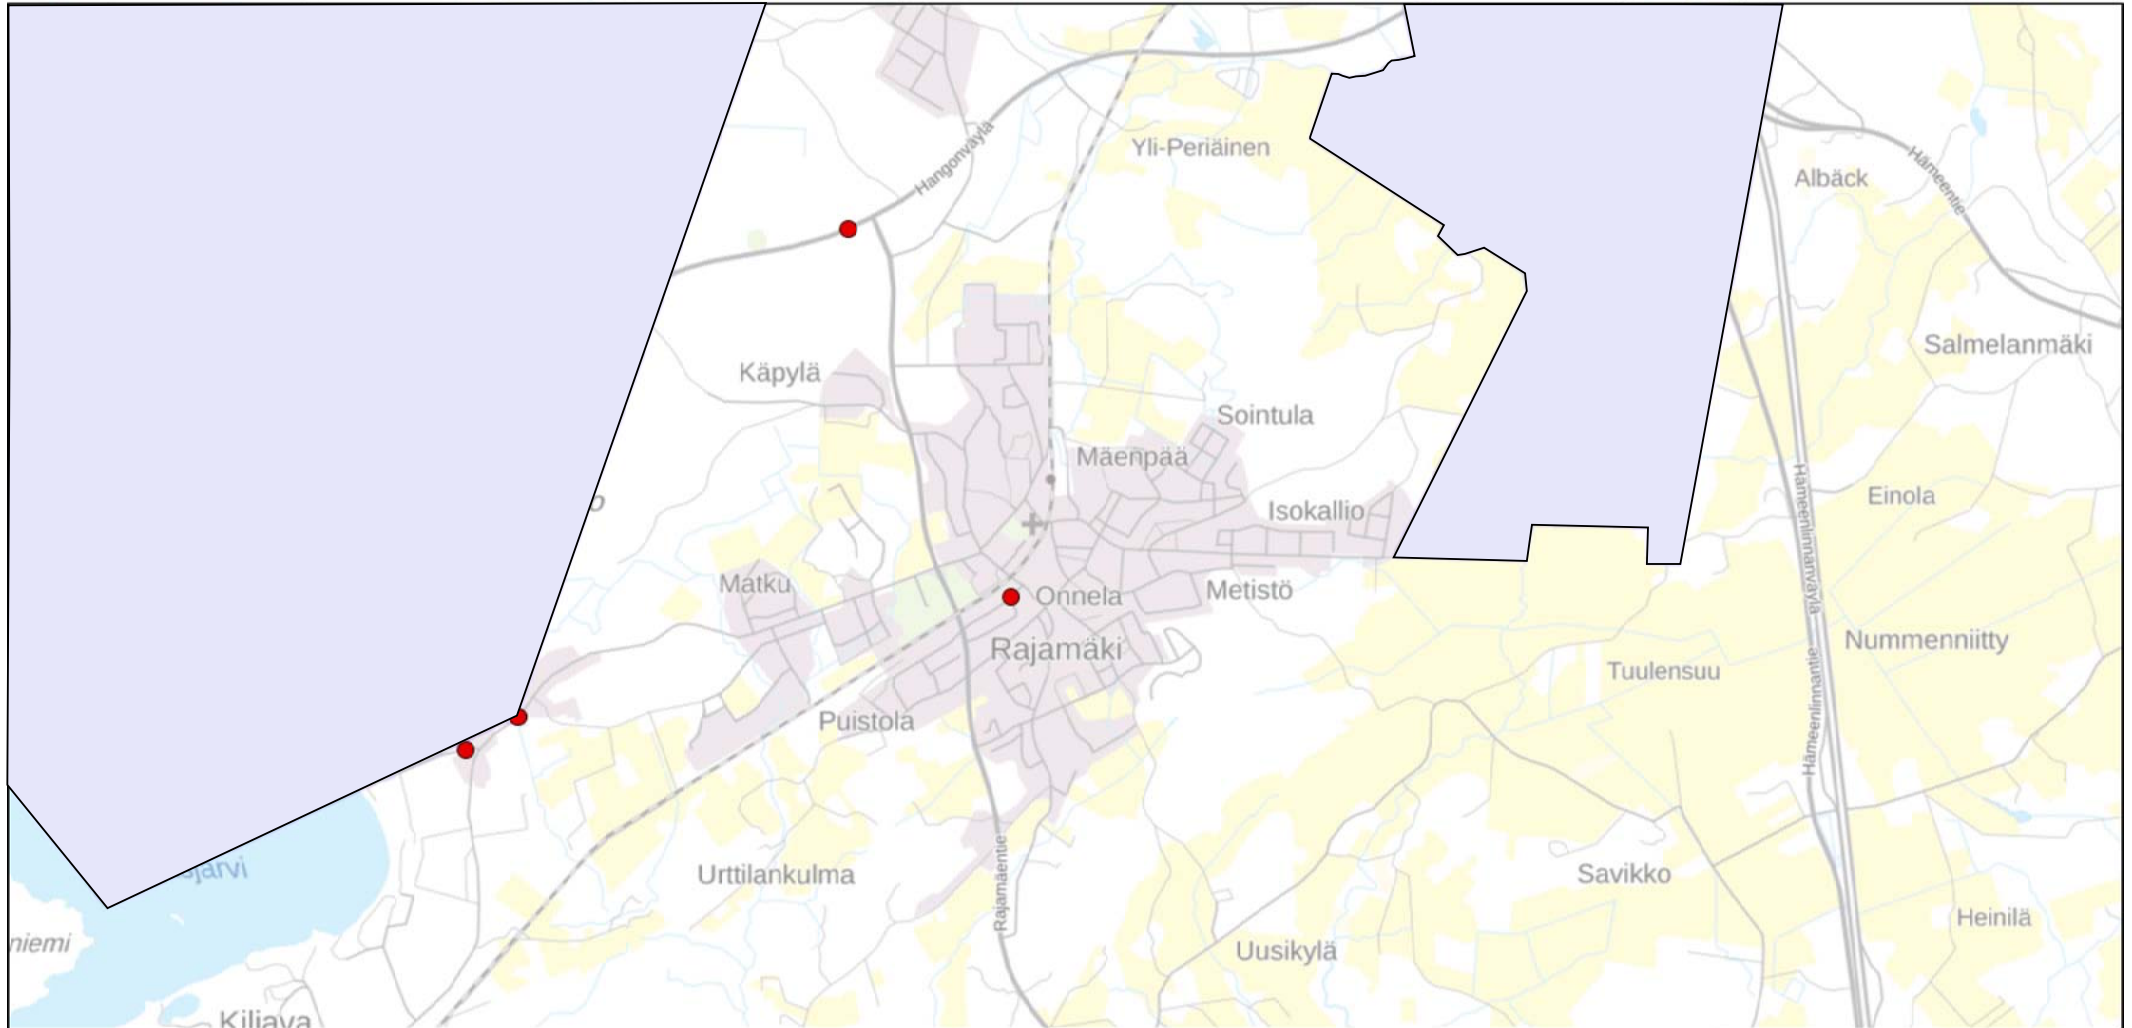 Yli-Periäinen
Hangonväylä
Albäck
Hämeentie
Salmelanmäki
Käpylä
Sointula
Mäenpää
Isokallio
Einola
Hämeenlinnanväylä
Matku
Onnela
Metistö
Rajamäki
Nummenniitty
Tuulensuu
Puistola
Hämeenlinnantie
sjärvi
Urttilankulma
Rajamäentie
Savikko
Heinilä
niemi
Uusikylä
Kiljava